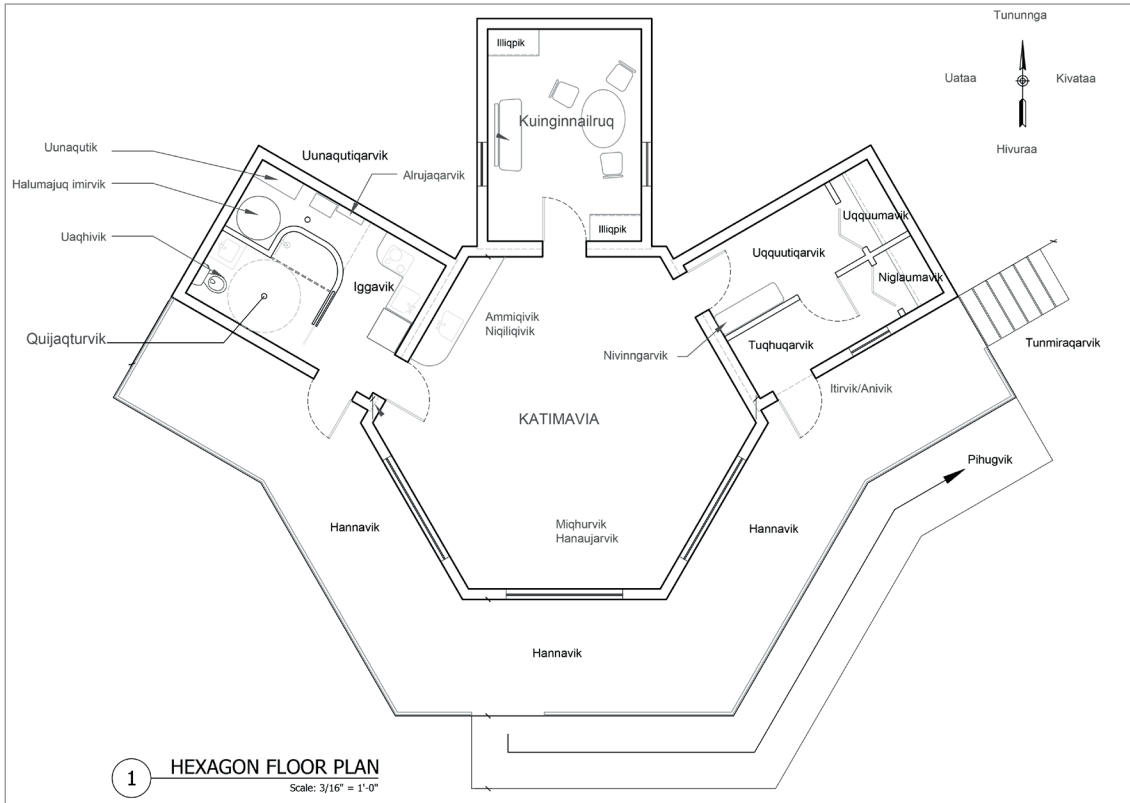 Tununnga
Illiqpik
Uataa
Kivataa
Kuinginnailruq
Uunaqutik
Uunaqutiqarvik
Hivuraa
Alrujaqarvik
Halumajuq imirvik
Uqquumavik
Illiqpik
Uaqhivik
Uqquutiqarvik
Niglaumavik
Iggavik
Ammiqivik
Niqiliqivik
Quijaqturvik
Tunmiraqarvik
Nivinngarvik
Tuqhuqarvik
Itirvik/Anivik
KATIMAVIA
Pihugvik
Hannavik
Miqhurvik
Hanaujarvik
Hannavik
Hannavik
1
HEXAGON FLOOR PLAN
Scale: 3/16" = 1'-0"